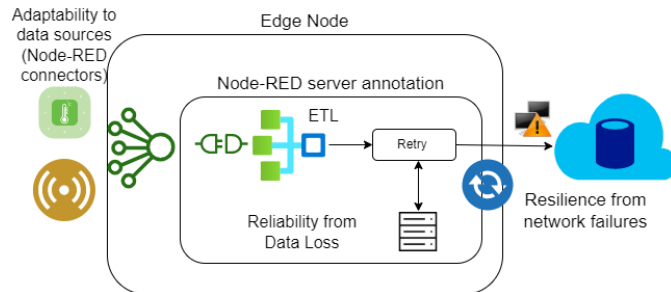 Adaptability to
data sources
(Node-RED
connectors)
Edge Node
Node-RED server annotation
ETL
Retry
Reliability from
Data Loss
Resilience from
network failures